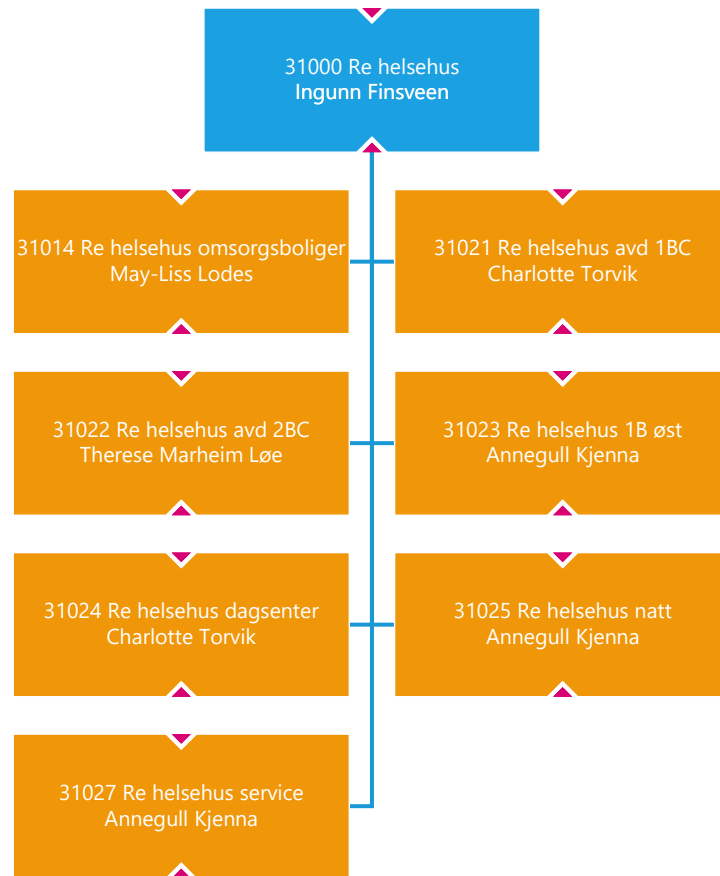 31000 Re helsehus
Ingunn Finsveen
31014 Re helsehus omsorgsboliger
May-Liss Lodes
31021 Re helsehus avd 1BC
Charlotte Torvik
31022 Re helsehus avd 2BC
Therese Marheim Løe
31023 Re helsehus 1B øst
Annegull Kjenna
31024 Re helsehus dagsenter
Charlotte Torvik
31025 Re helsehus natt
Annegull Kjenna
31027 Re helsehus service
Annegull Kjenna